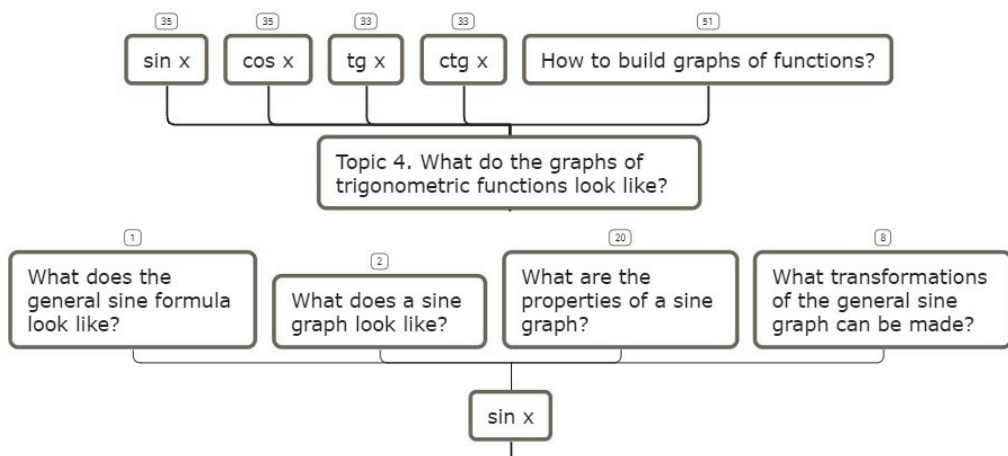 35 35 33 33 51
sin x cos x tg x ctg x How to build graphs of functions?
Topic 4. What do the graphs of
trigonometric functions look like?
1
What does the
general sine formula
look like?
2
What does a sine
graph look like?
20
What are the
properties of a sine
graph?
8
What transformations
of the general sine
graph can be made?
sin x